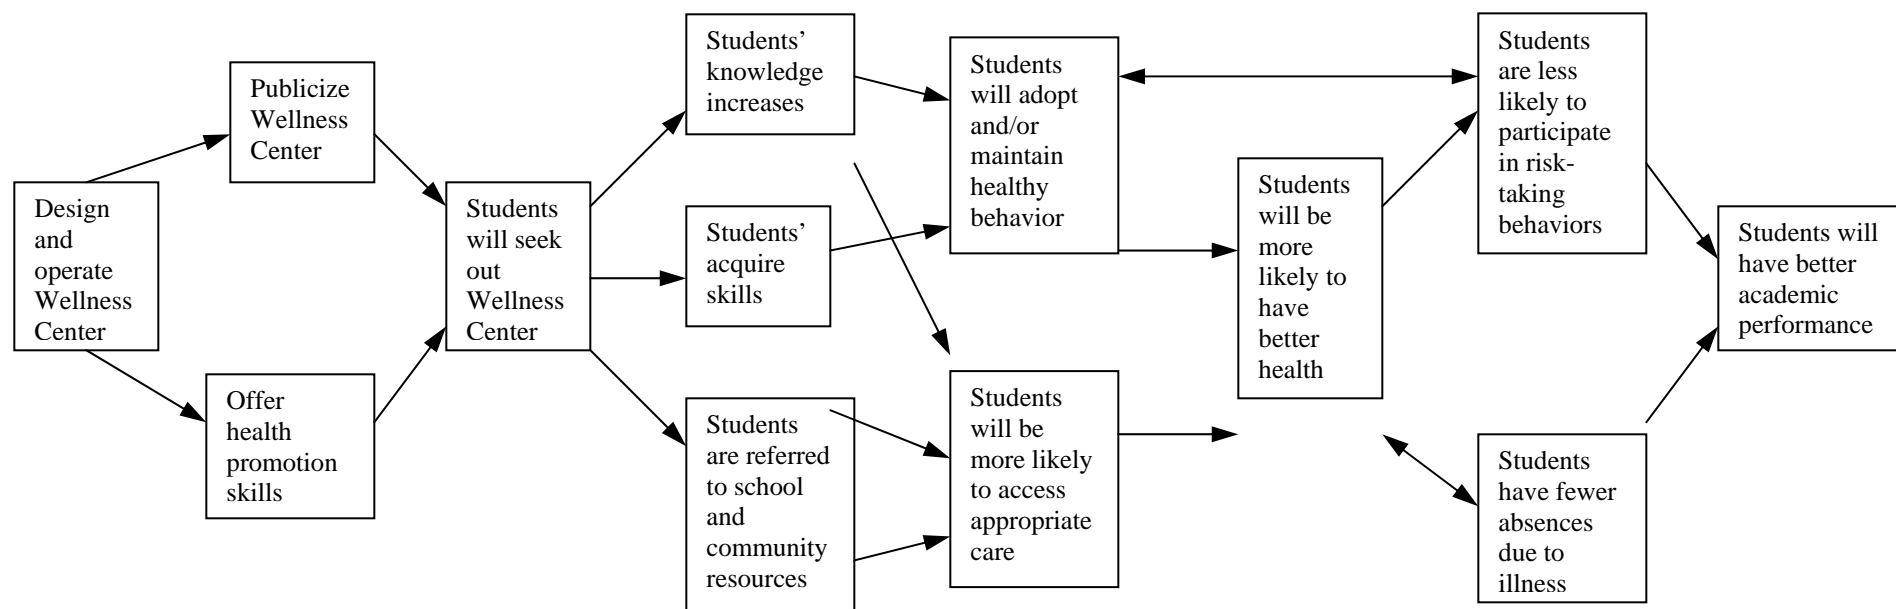 Design
and
operate
Wellness
Center
Publicize
Wellness
Center
Offer
health
promotion
skills
Students
will seek
out
Wellness
Center
Students’
knowledge
increases
Students’
acquire
skills
Students
are referred
to school
and
community
resources
Students
will adopt
and/or
maintain
healthy
behavior
Students
will be
more likely
to access
appropriate
care
Students
will be
more
likely to
have
better
health
Students
are less
likely to
participate
in risk-
taking
behaviors
Students
have fewer
absences
due to
illness
Students will
have better
academic
performance